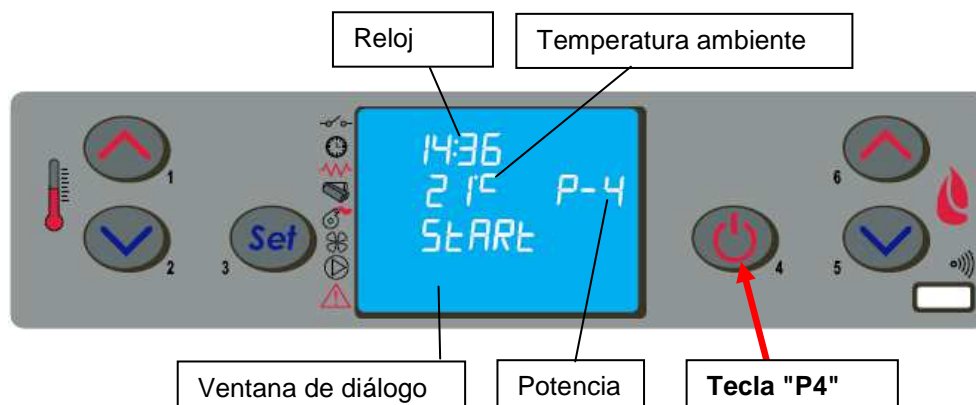 Reloj
Temperatura ambiente
14:36
21°C P-4
StARt
1
2
3
Set
4
5
6
Ventana de diálogo
Potencia
Tecla "P4"